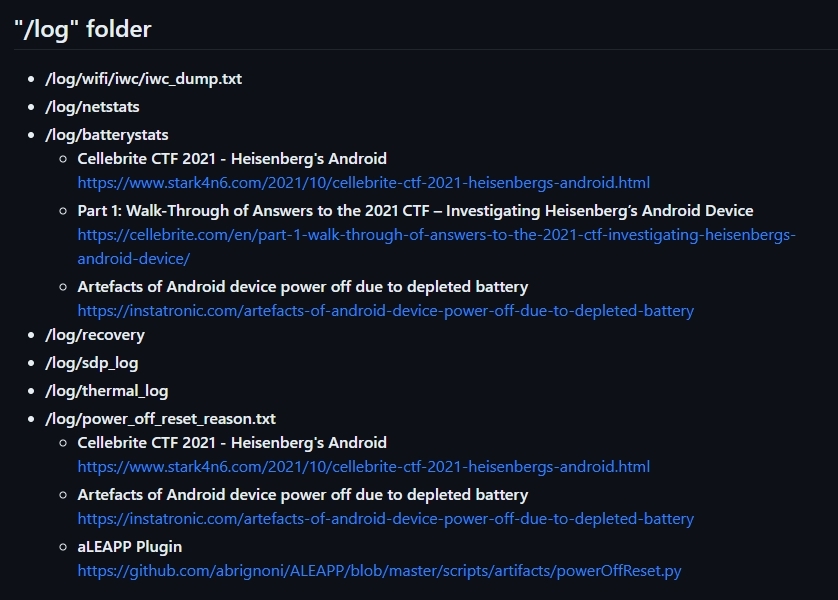 "/log" folder
/log/wifi/iwc/iwc_dump.txt
/log/netstats
/log/batterystats
Cellebrite CTF 2021 - Heisenberg's Android
https://www.stark4n6.com/2021/10/cellebrite-ctf-2021-heisenbergs-android.html
Part 1: Walk-Through of Answers to the 2021 CTF – Investigating Heisenberg’s Android Device
https://cellebrite.com/en/part-1-walk-through-of-answers-to-the-2021-ctf-investigating-heisenbergs-
android-device/
Artefacts of Android device power off due to depleted battery
https://instatronic.com/artefacts-of-android-device-power-off-due-to-depleted-battery
/log/recovery
/log/sdp_log
/log/thermal_log
/log/power_off_reset_reason.txt
Cellebrite CTF 2021 - Heisenberg's Android
https://www.stark4n6.com/2021/10/cellebrite-ctf-2021-heisenbergs-android.html
Artefacts of Android device power off due to depleted battery
https://instatronic.com/artefacts-of-android-device-power-off-due-to-depleted-battery
aLEAPP Plugin
https://github.com/abrignoni/ALEAPP/blob/master/scripts/artifacts/powerOffReset.py